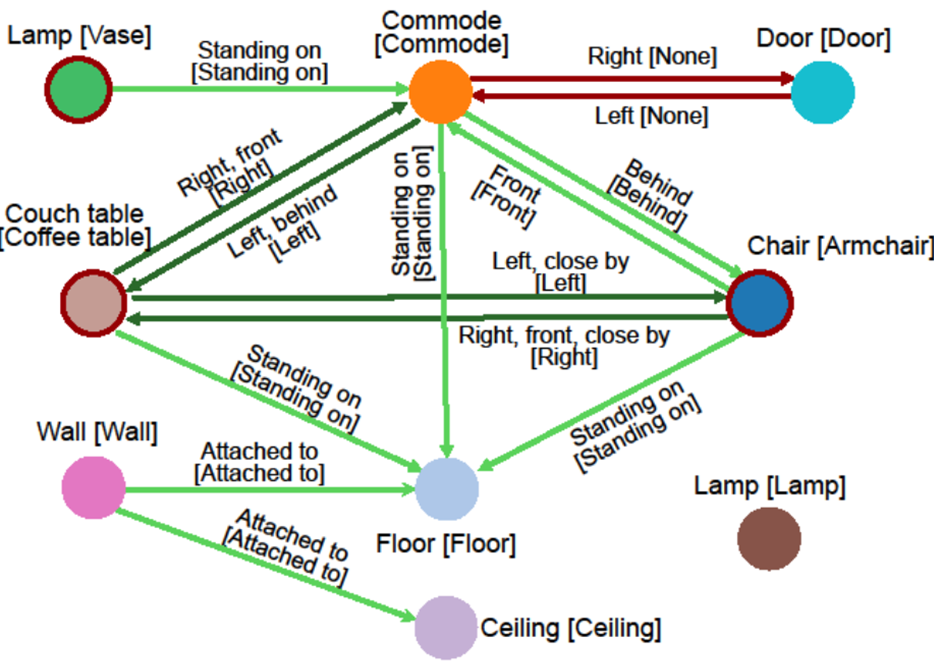 Lamp [Vase]
Standing on
[Standing on]
Commode
[Commode]
Right [None]
Left [None]
Door [Door]
Right, front
[Right]
Left, behind
[Left]
Standing on
[Standing on]
Front
[Front]
Behind
[Behind]
Couch table
[Coffee table]
Chair [Armchair]
Left, close by
[Left]
Right, front, close by
[Right]
Standing on
[Standing on]
Standing on
[Standing on]
Wall [Wall]
Attached to
[Attached to]
Attached to
[Attached to]
Floor [Floor]
Lamp [Lamp]
Ceiling [Ceiling]